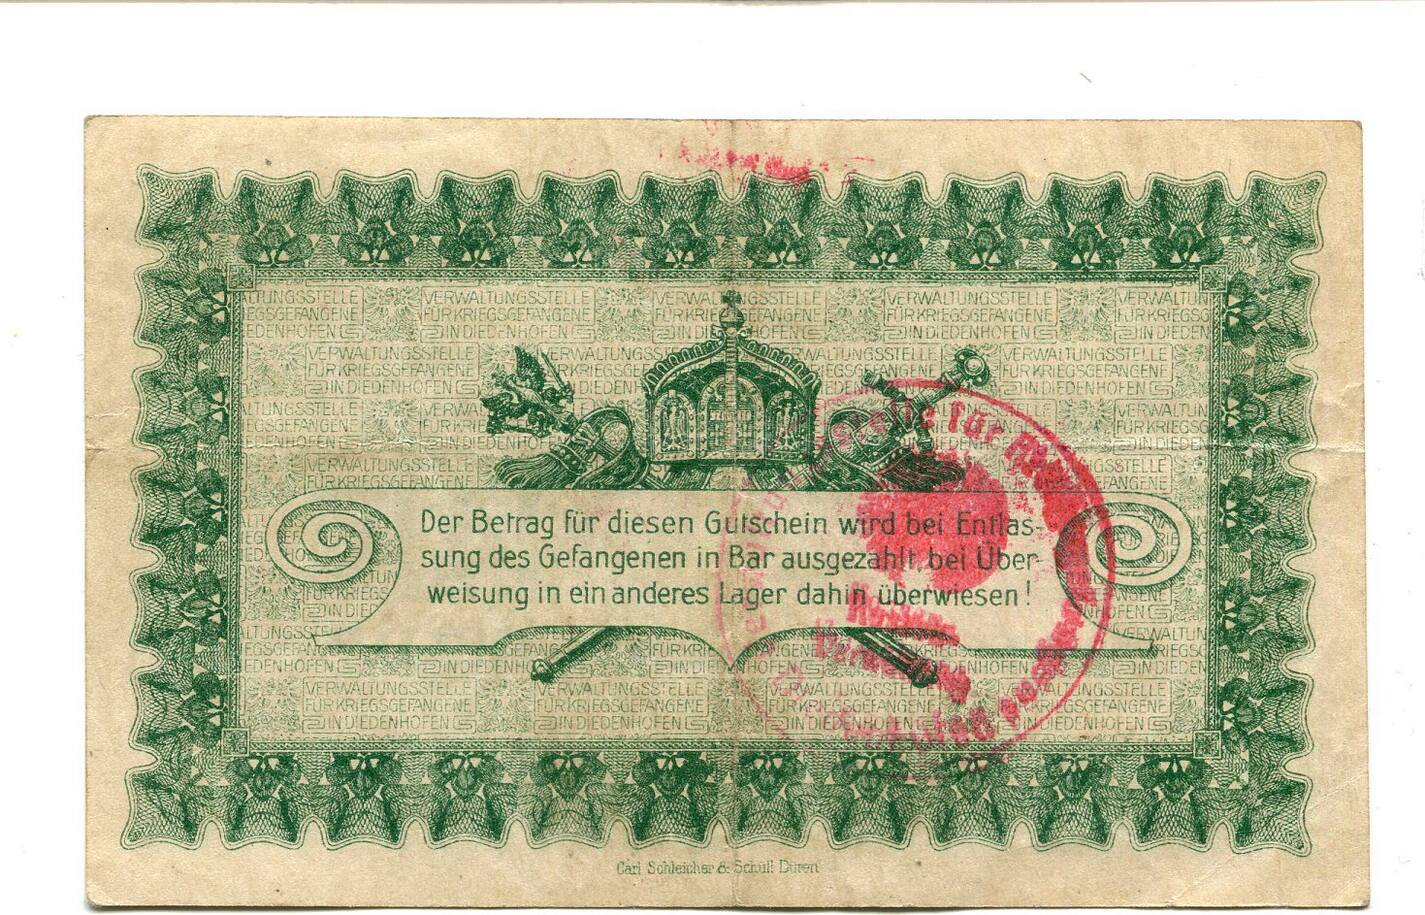 VERWALTUNGSSTELLE
FÜR KRIEGSGEFANGENE
IN DIEDENHOFEN
Der Betrag für diesen Gutschein wird bei Entlas-
sung des Gefangenen in Bar ausgezahlt, bei Über-
weisung in ein anderes Lager dahin überwiesen!
für
Carl Schleicher & Schüll Düren